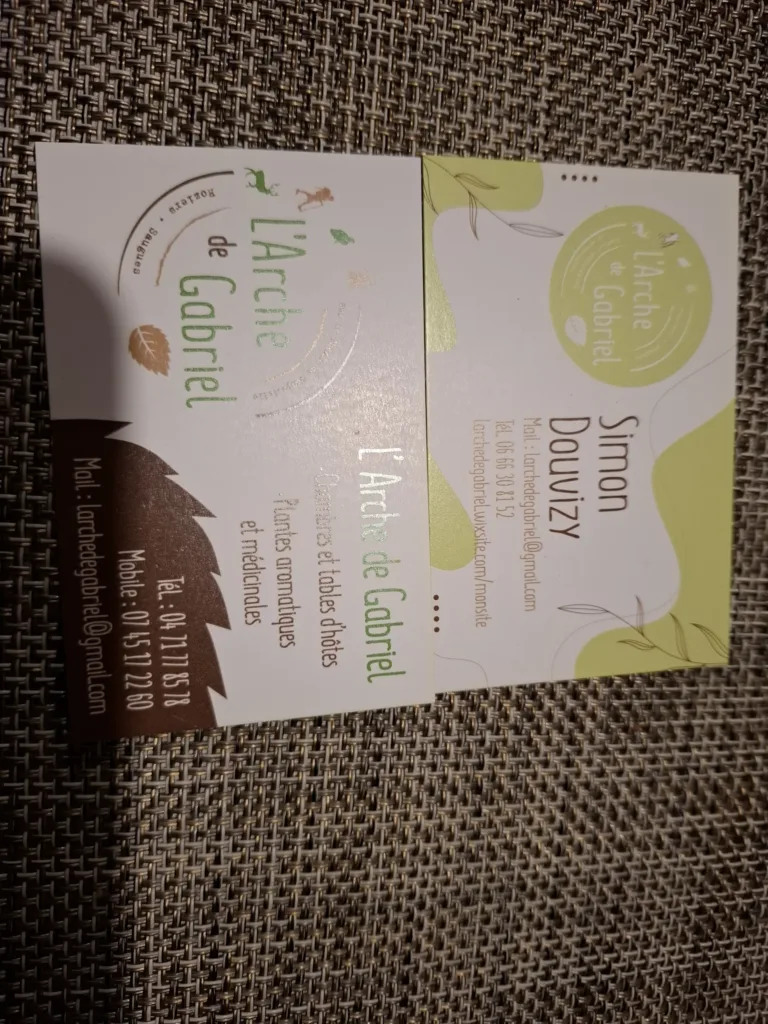 L'Arche
de
Gabriel
Simon
Douvizy
Mail : larchedegabriel@gmail.com
Tél. 06 66 30 81 52
larchedegabriel.wixsite.com/monsite
L'Arche
de
Gabriel
Rosiers • Saugues
L'Arche de Gabriel
Chambres et tables d'hôtes
Plantes aromatiques
et médicinales
Tél. : 04 71 77 85 78
Mobile : 07 45 17 22 60
Mail : larchedegabriel@gmail.com